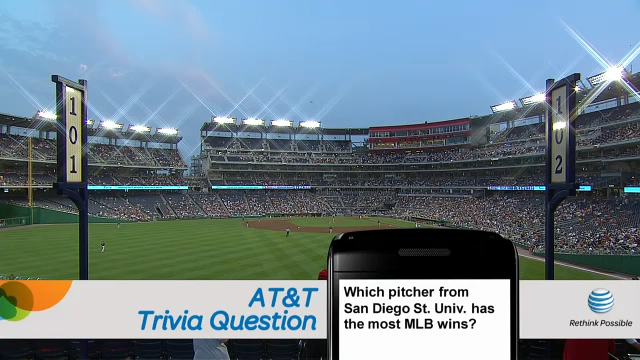 101
102
AT&T
Trivia Question
Which pitcher from
San Diego St. Univ. has
the most MLB wins?
at&t
Rethink Possible